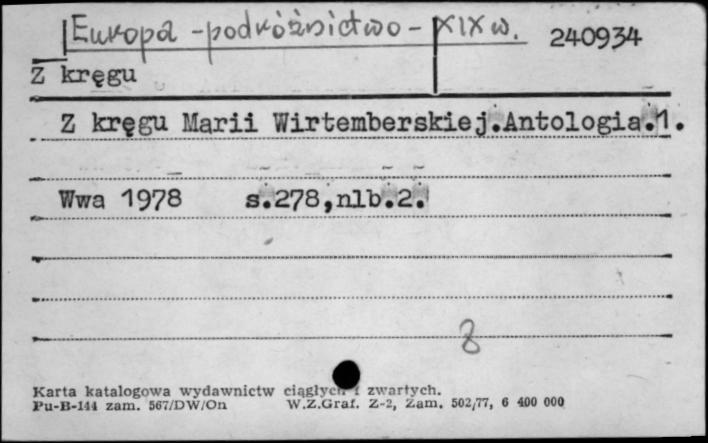 Europa - podróżnictwo - XIX w. 240934
Z kręgu
Z kręgu Marii Wirtemberskiej.Antologia.1.
Wwa 1978 s.278,nlb.2.
8
Karta katalogowa wydawnictw ciągłych i zwartych.
Pu-B-144 zam. 567/DW/On W.Z.Graf. Z-2, Zam. 502/77, 6 400 000